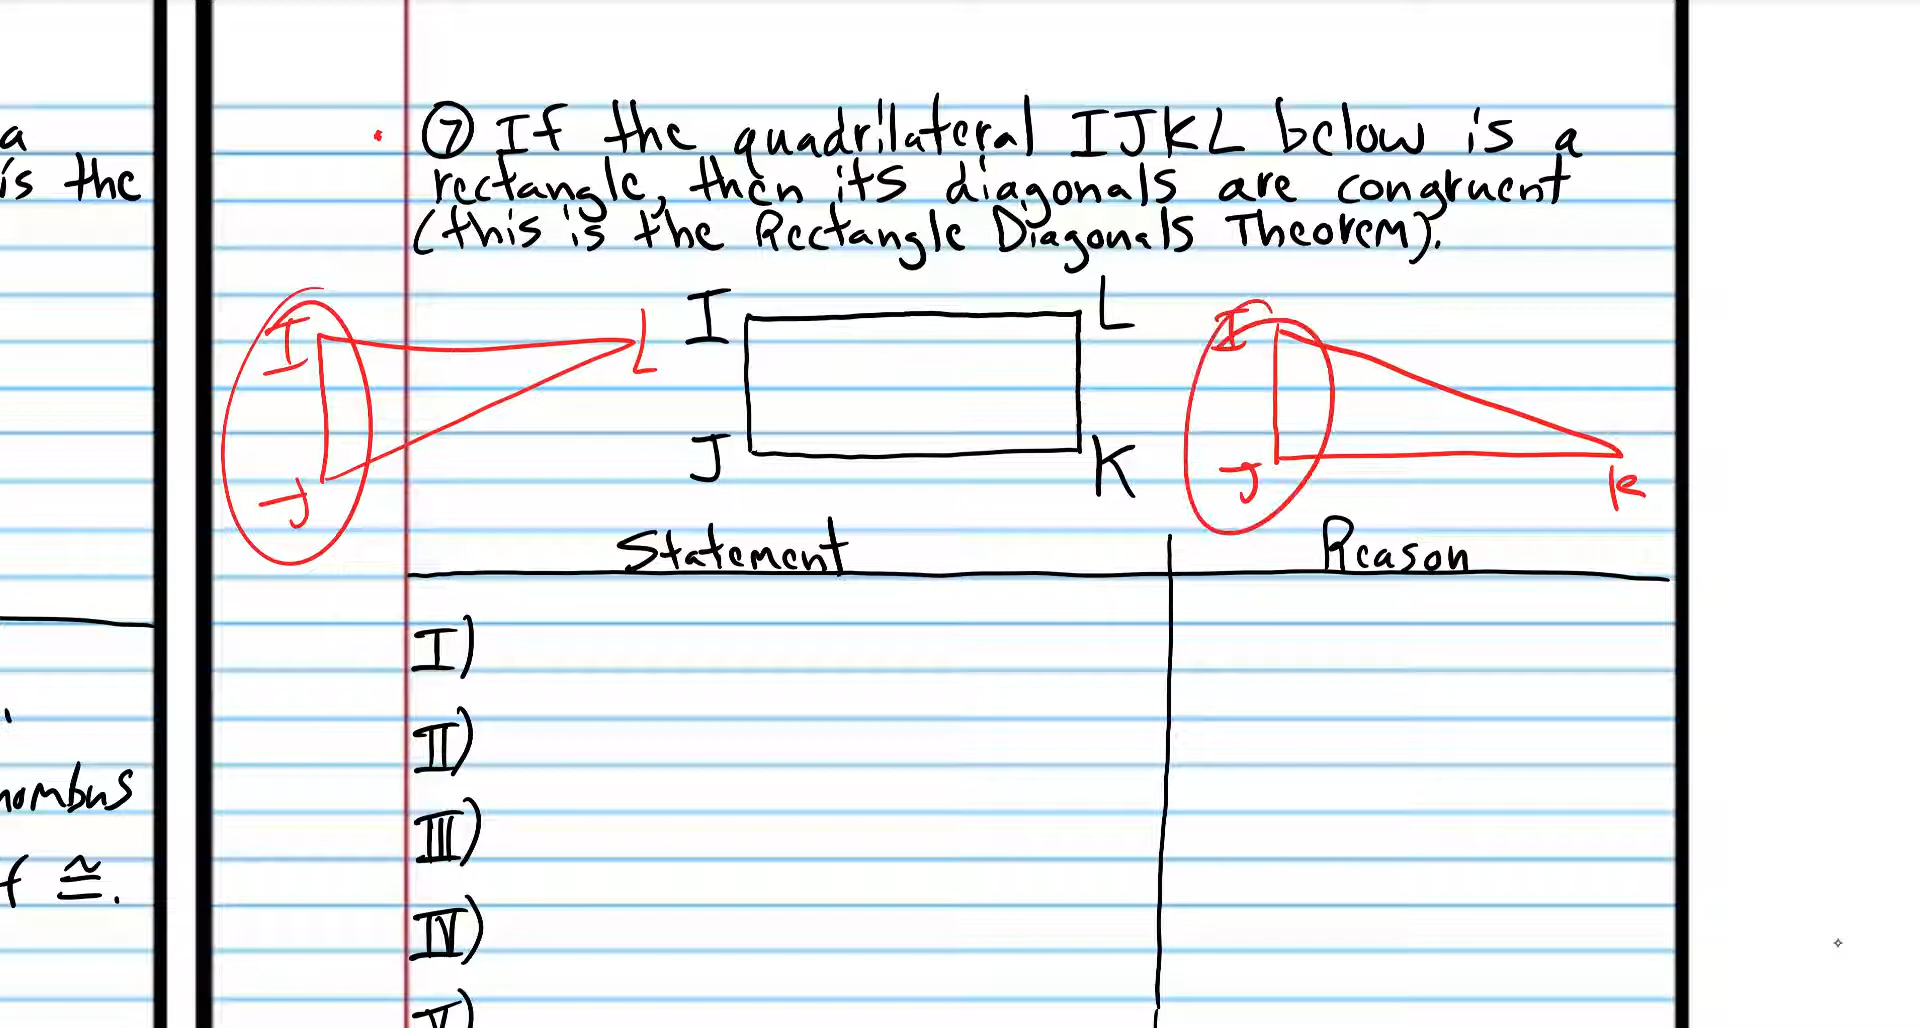 a
is the
.
hombus
f ≅.
⑦ If the quadrilateral IJKL below is a
rectangle, then its diagonals are congruent
(this is the Rectangle Diagonals Theorem).
I
L
I
L
I
J
J
K
J
K
Statement
Reason
I)
II)
III)
IV)
V)